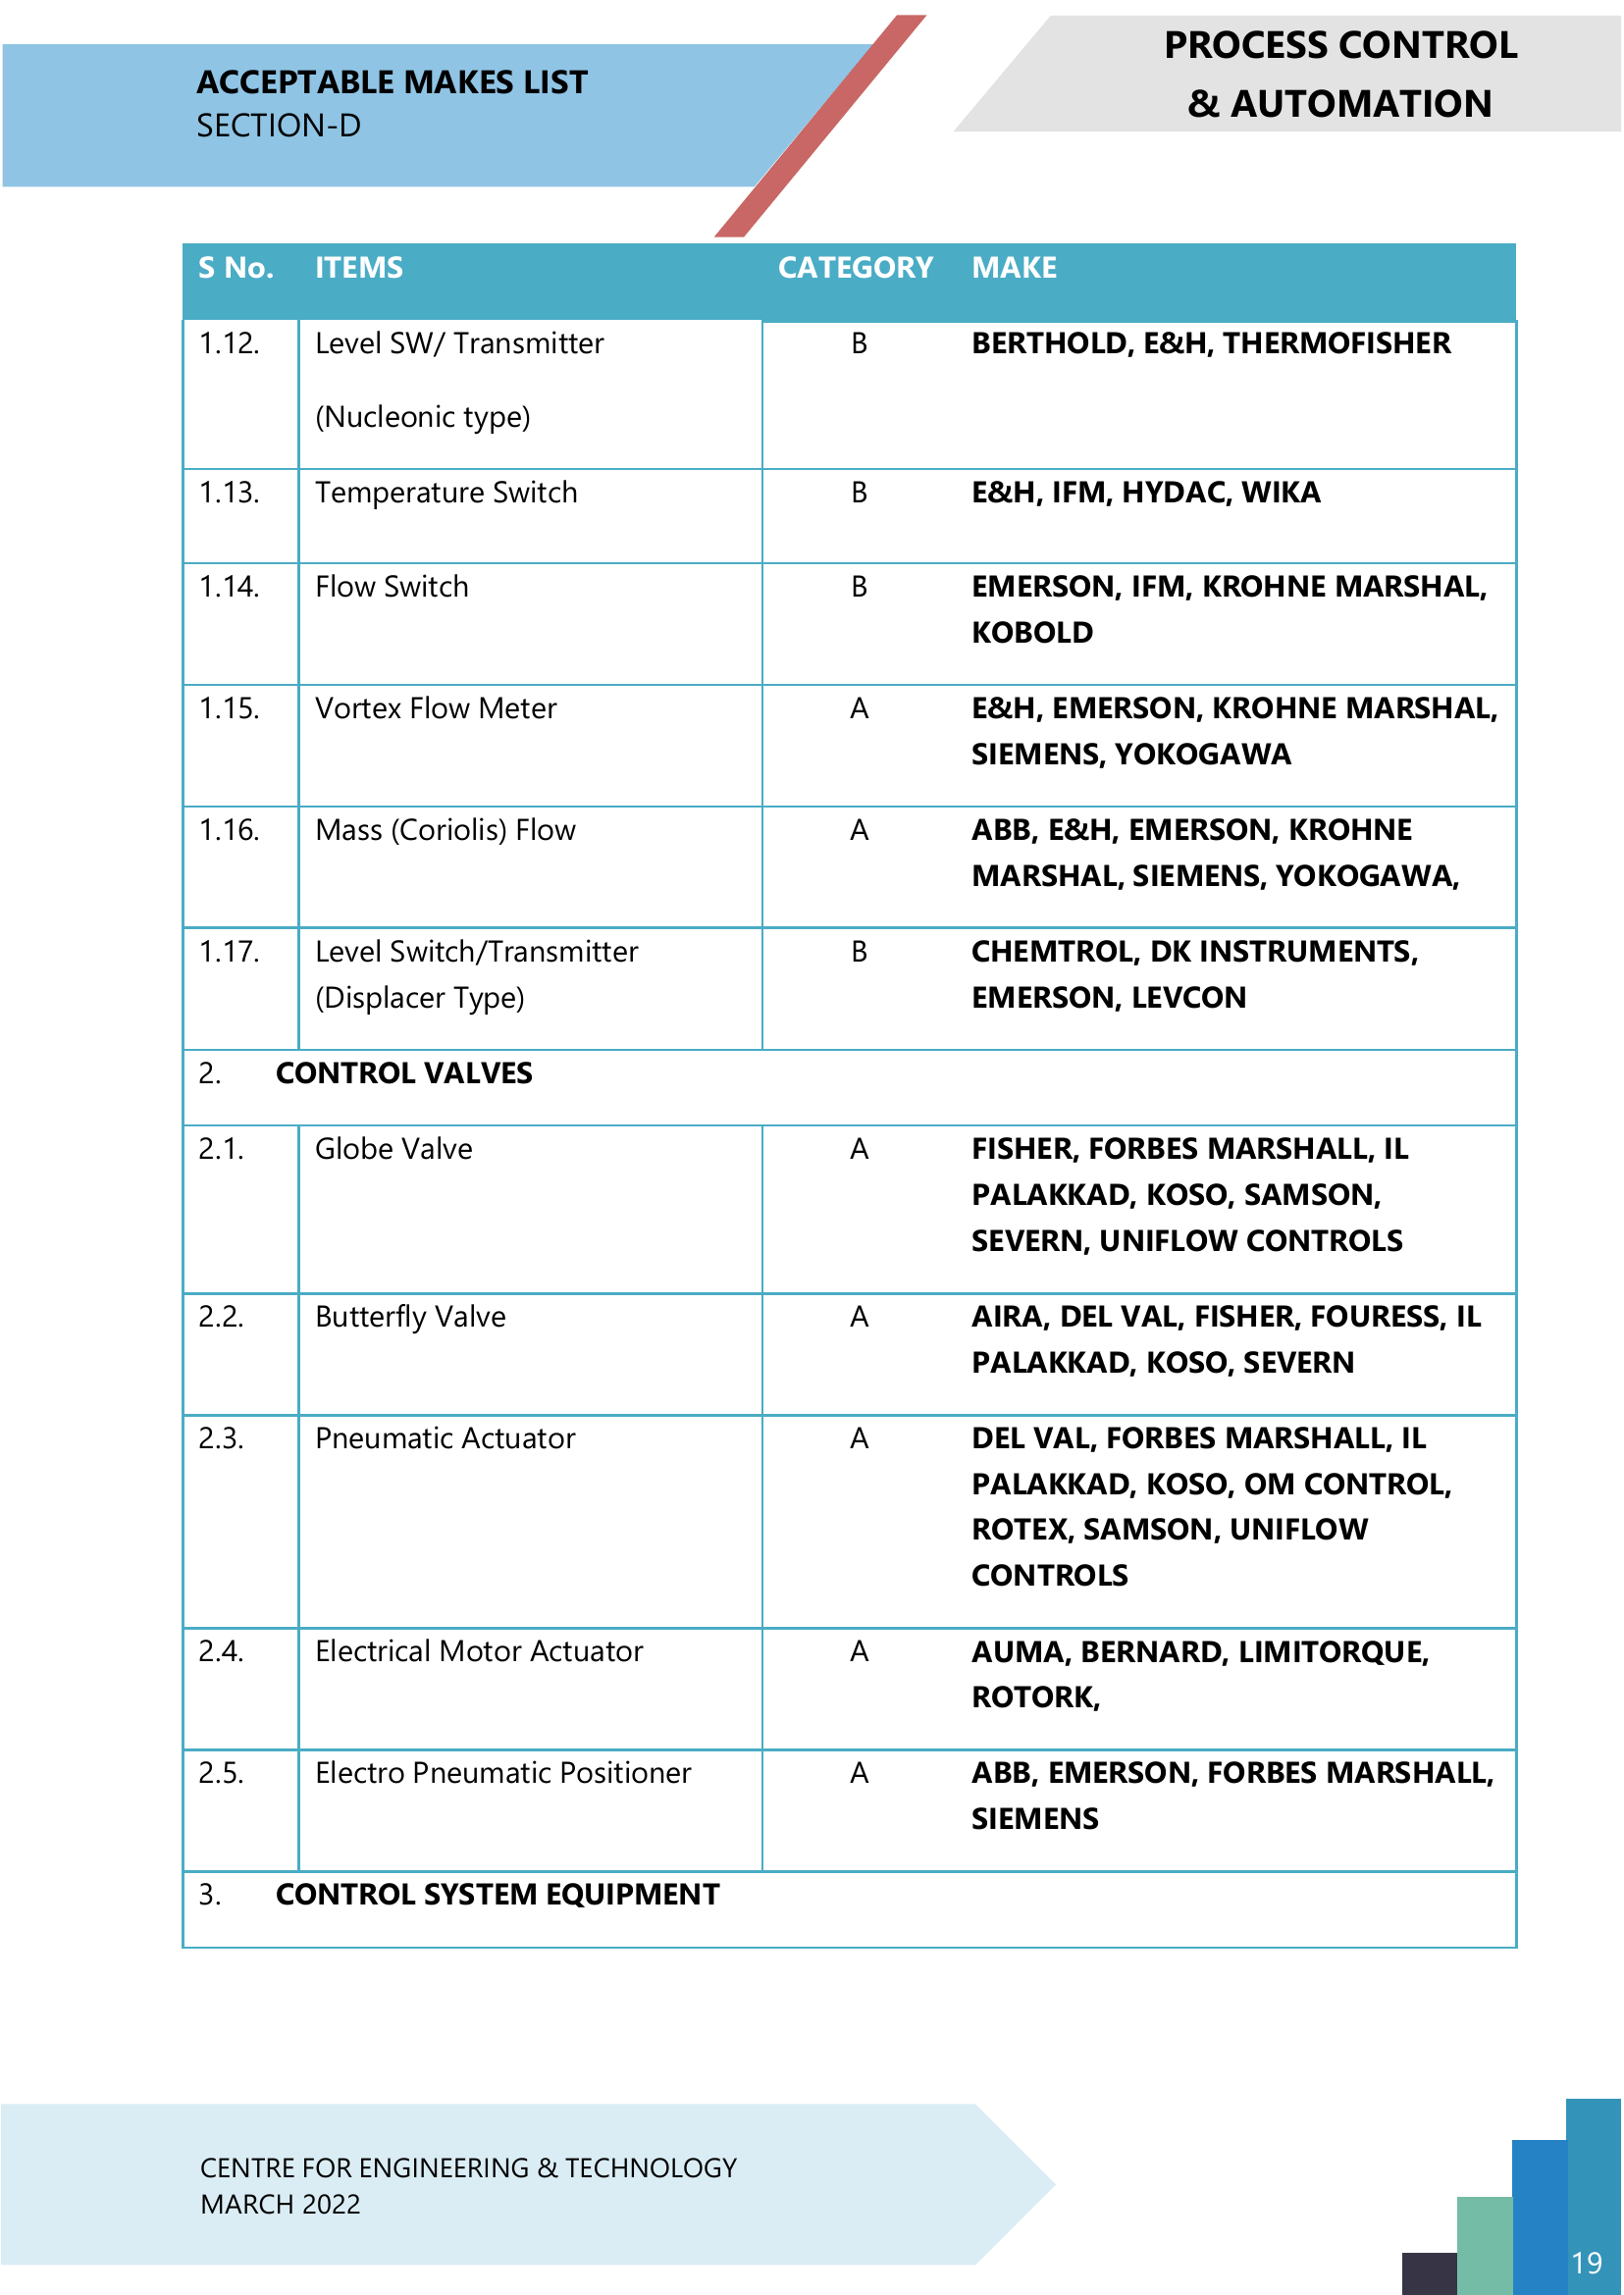 ACCEPTABLE MAKES LIST
SECTION-D
PROCESS CONTROL
& AUTOMATION
S No. ITEMS CATEGORY MAKE
1.12. Level SW/ Transmitter B BERTHOLD, E&H, THERMOFISHER
(Nucleonic type)
1.13. Temperature Switch B E&H, IFM, HYDAC, WIKA
1.14. Flow Switch B EMERSON, IFM, KROHNE MARSHAL,
KOBOLD
1.15. Vortex Flow Meter A E&H, EMERSON, KROHNE MARSHAL,
SIEMENS, YOKOGAWA
1.16. Mass (Coriolis) Flow A ABB, E&H, EMERSON, KROHNE
MARSHAL, SIEMENS, YOKOGAWA,
1.17. Level Switch/Transmitter B CHEMTROL, DK INSTRUMENTS,
(Displacer Type) EMERSON, LEVCON
2. CONTROL VALVES
2.1. Globe Valve A FISHER, FORBES MARSHALL, IL
PALAKKAD, KOSO, SAMSON,
SEVERN, UNIFLOW CONTROLS
2.2. Butterfly Valve A AIRA, DEL VAL, FISHER, FOURESS, IL
PALAKKAD, KOSO, SEVERN
2.3. Pneumatic Actuator A DEL VAL, FORBES MARSHALL, IL
PALAKKAD, KOSO, OM CONTROL,
ROTEX, SAMSON, UNIFLOW
CONTROLS
2.4. Electrical Motor Actuator A AUMA, BERNARD, LIMITORQUE,
ROTORK,
2.5. Electro Pneumatic Positioner A ABB, EMERSON, FORBES MARSHALL,
SIEMENS
3. CONTROL SYSTEM EQUIPMENT
CENTRE FOR ENGINEERING & TECHNOLOGY
MARCH 2022
19